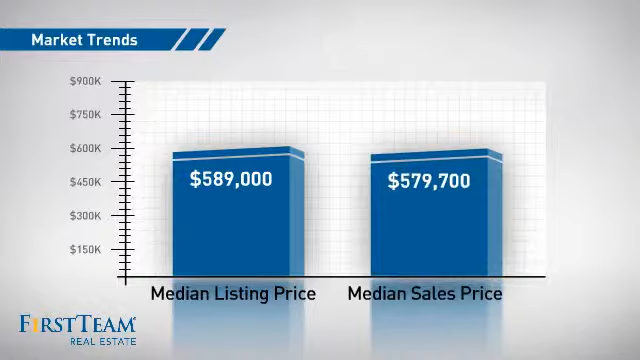 Market Trends
$900K
$750K
$600K
$450K
$300K
$150K
$589,000
$579,700
Median Listing Price
Median Sales Price
FIRSTTEAM®
REAL ESTATE